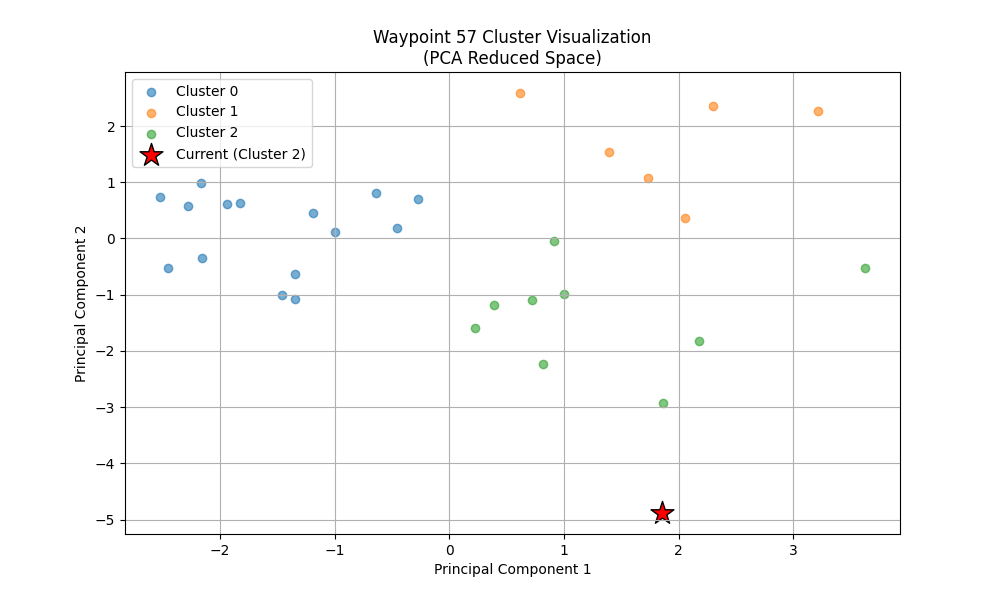 Waypoint 57 Cluster Visualization
(PCA Reduced Space)
Cluster 0
Cluster 1
Cluster 2
Current (Cluster 2)
2
1
0
−1
−2
−3
−4
−5
Principal Component 2
−2
−1
0
1
2
3
Principal Component 1